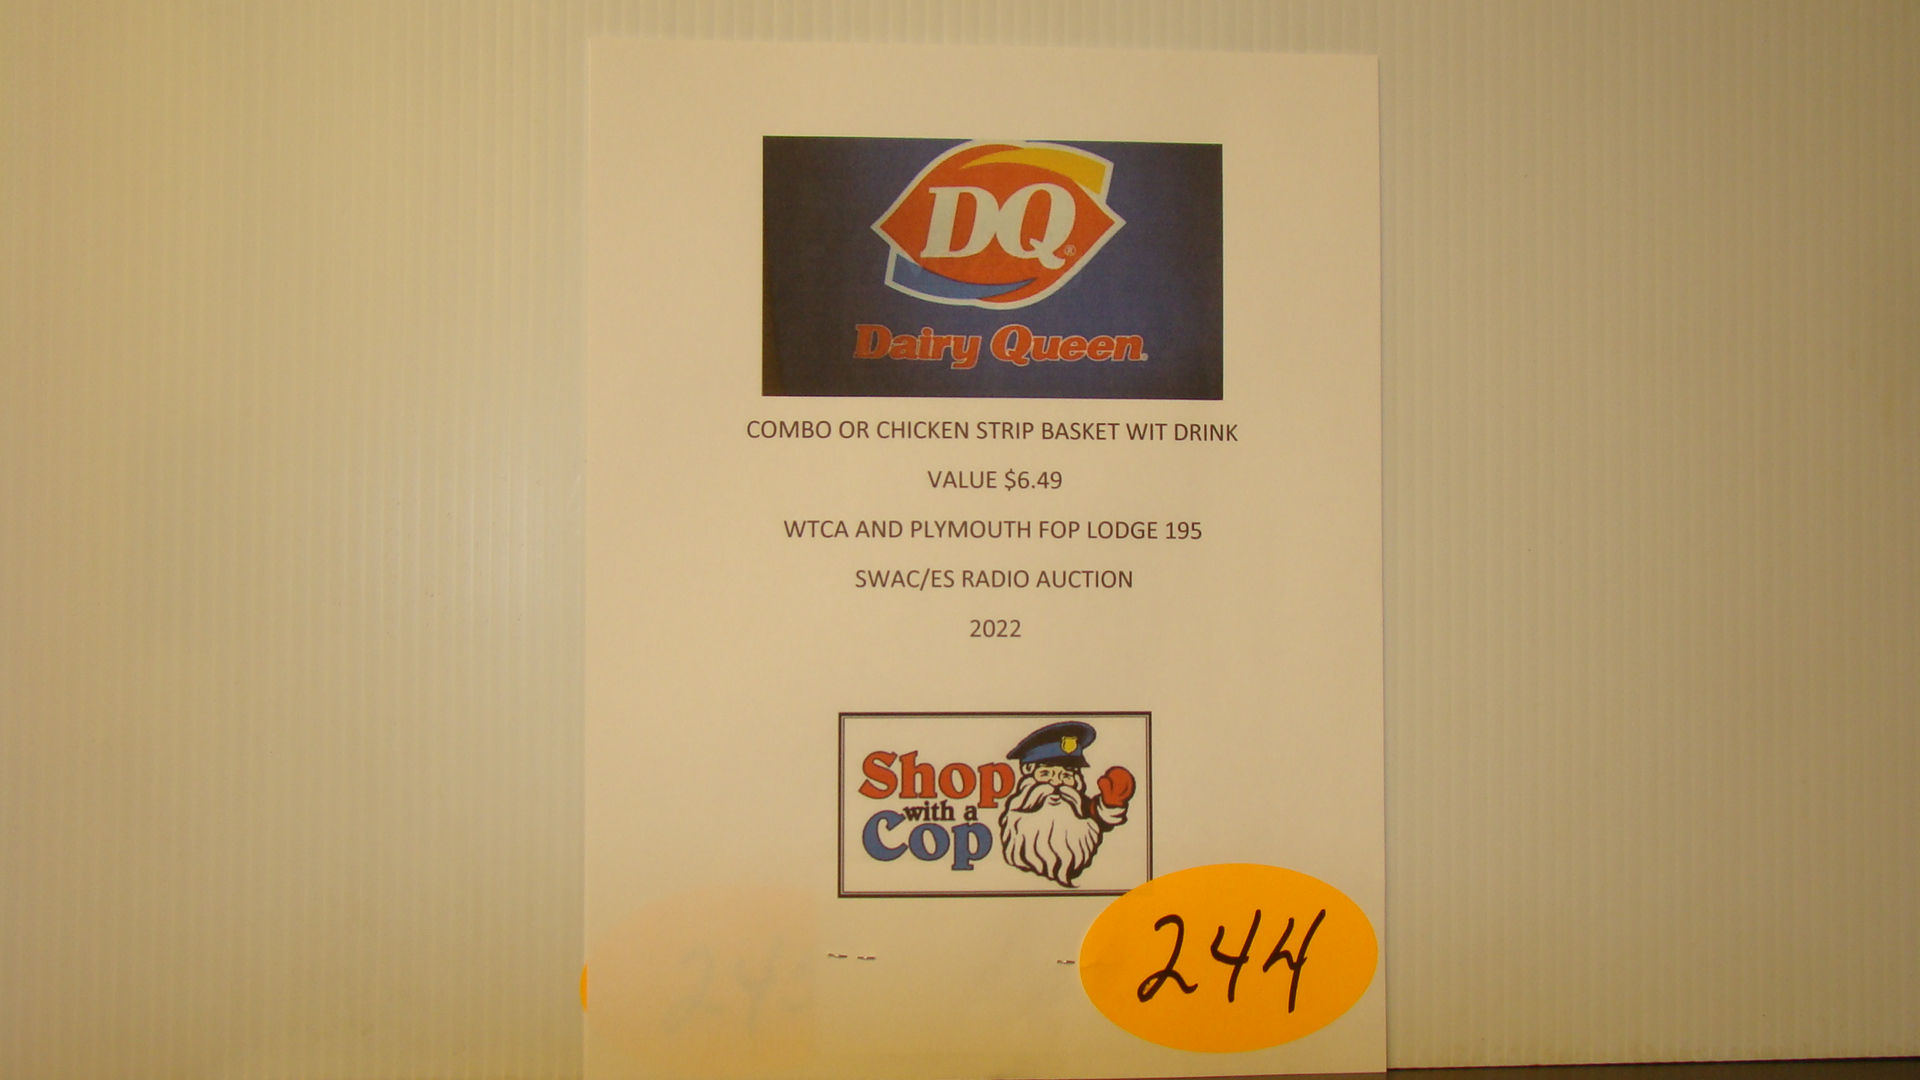 DQ®
Dairy Queen.
COMBO OR CHICKEN STRIP BASKET WIT DRINK
VALUE $6.49
WTCA AND PLYMOUTH FOP LODGE 195
SWAC/ES RADIO AUCTION
2022
Shop
with a
Cop
244